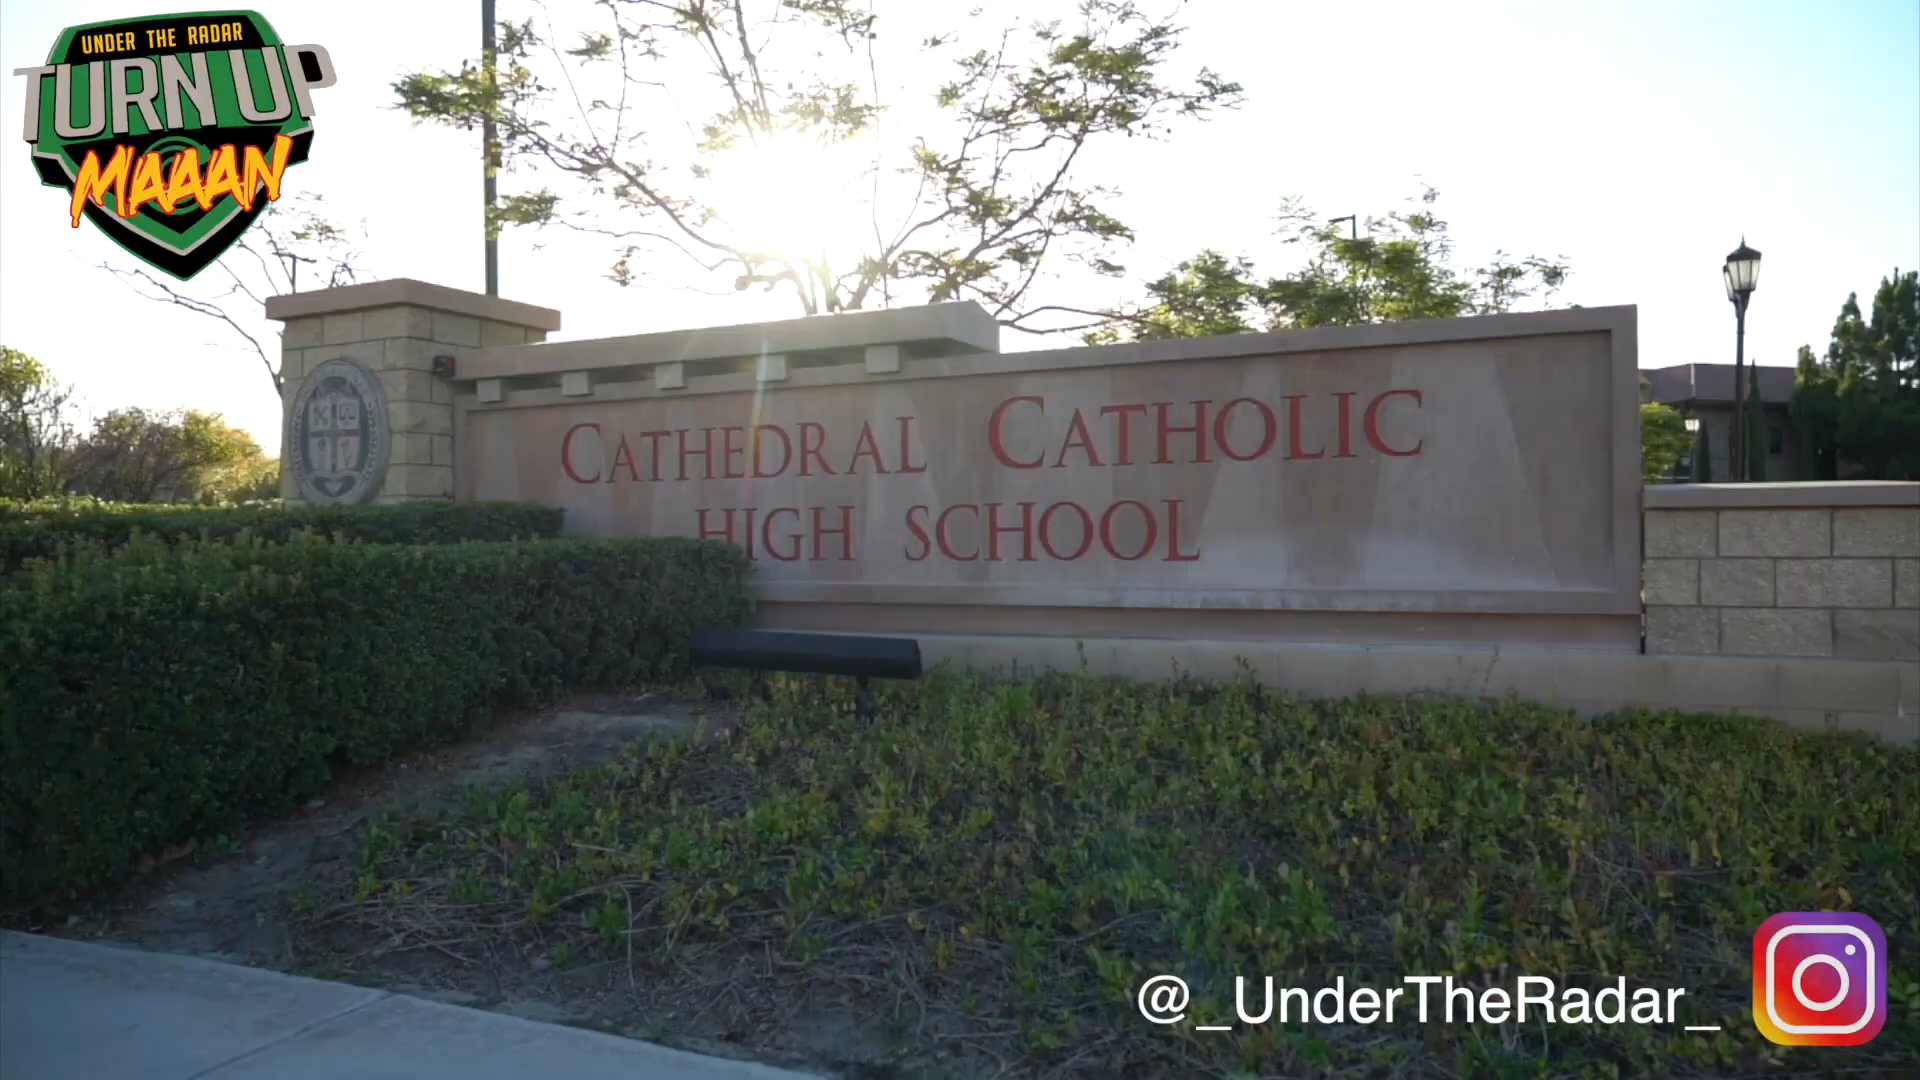 UNDER THE RADAR
TURN UP
MAAAN
CATHEDRAL CATHOLIC
HIGH SCHOOL
@_UnderTheRadar_